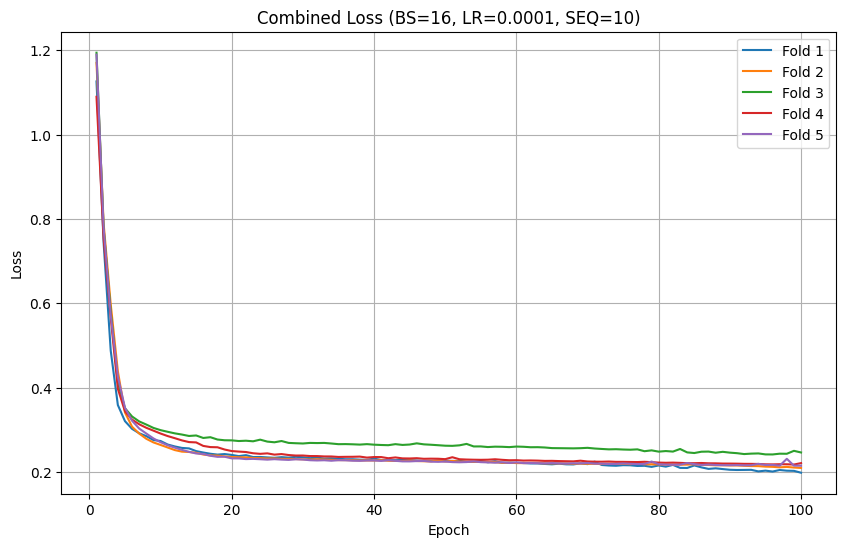 Combined Loss (BS=16, LR=0.0001, SEQ=10)
Fold 1
Fold 2
Fold 3
Fold 4
Fold 5
Loss
1.2
1.0
0.8
0.6
0.4
0.2
0
20
40
60
80
100
Epoch